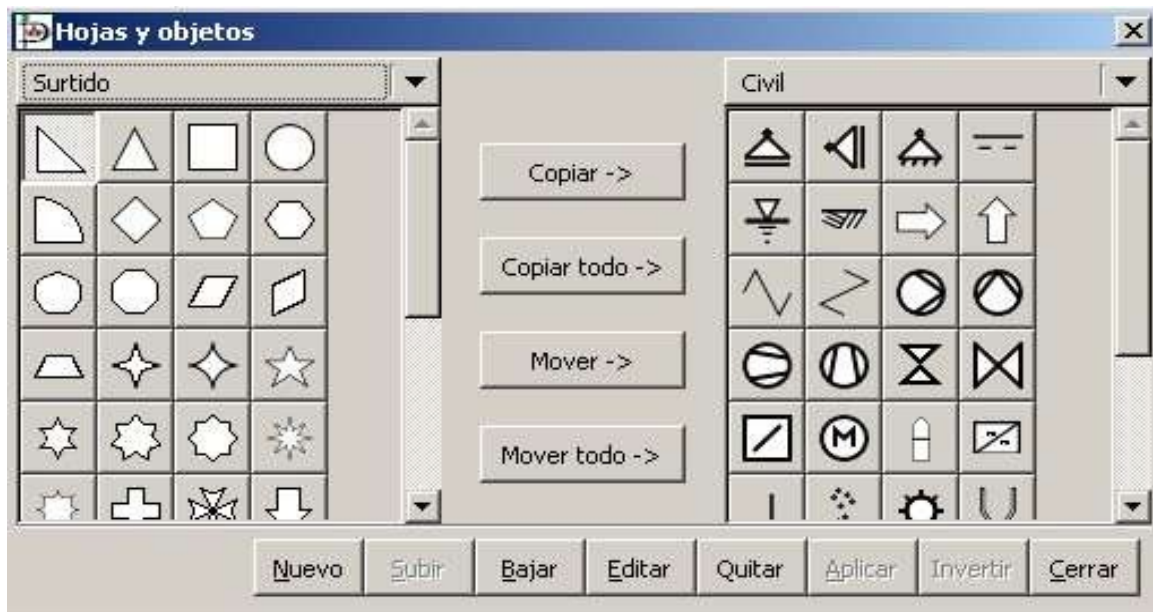 Hojas y objetos
Surtido
Civil
Copiar ->
Copiar todo ->
Mover ->
Mover todo ->
M
Nuevo
Subir
Bajar
Editar
Quitar
Aplicar
Invertir
Cerrar